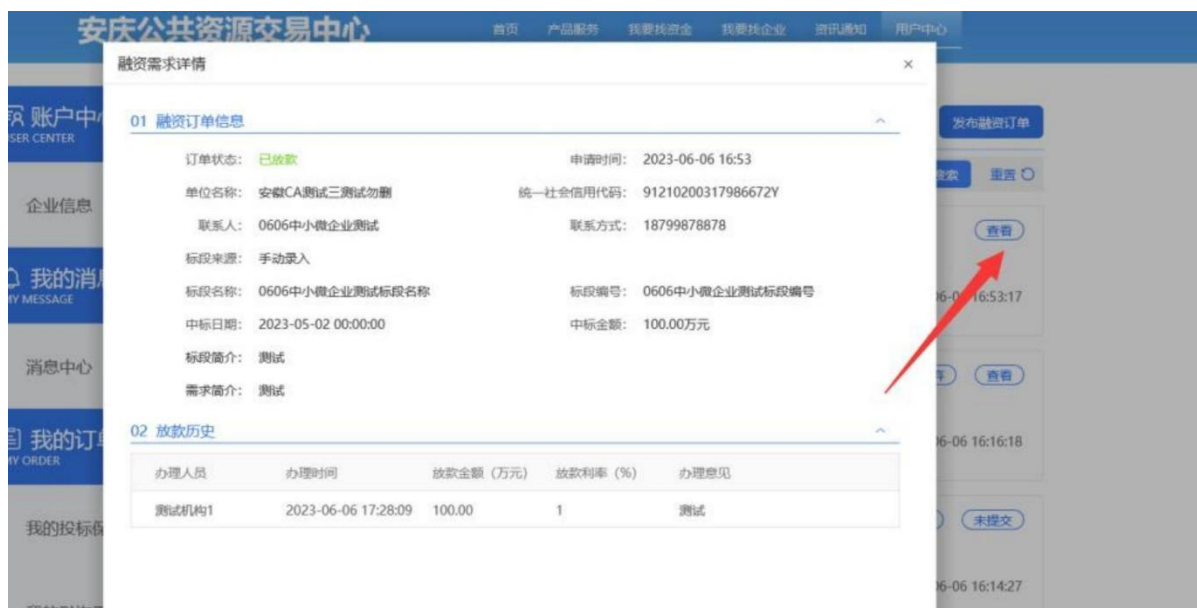 安庆公共资源交易中心
首页 产品服务 我要找资金 我要找企业 资讯通知 用户中心
融资需求详情 ×
账户中
SER CENTER
01 融资订单信息
发布融资订单
订单状态： 已放款 申请时间： 2023-06-06 16:53
重置
单位名称： 安徽CA测试三测试勿删 统一社会信用代码： 91210200317986672Y
企业信息
联系人： 0606中小微企业测试 联系方式： 18799878878
查看
标段来源： 手动录入
我的消
MY MESSAGE
标段名称： 0606中小微企业测试标段名称 标段编号： 0606中小微企业测试标段编号
16:53:17
中标日期： 2023-05-02 00:00:00 中标金额： 100.00万元
标段简介： 测试
消息中心
查看
需求简介： 测试
02 放款历史
我的订
MY ORDER
6-06 16:16:18
办理人员 办理时间 放款金额（万元） 放款利率（%） 办理意见
测试机构1 2023-06-06 17:28:09 100.00 1 测试
我的投标保
未提交
06-06 16:14:27